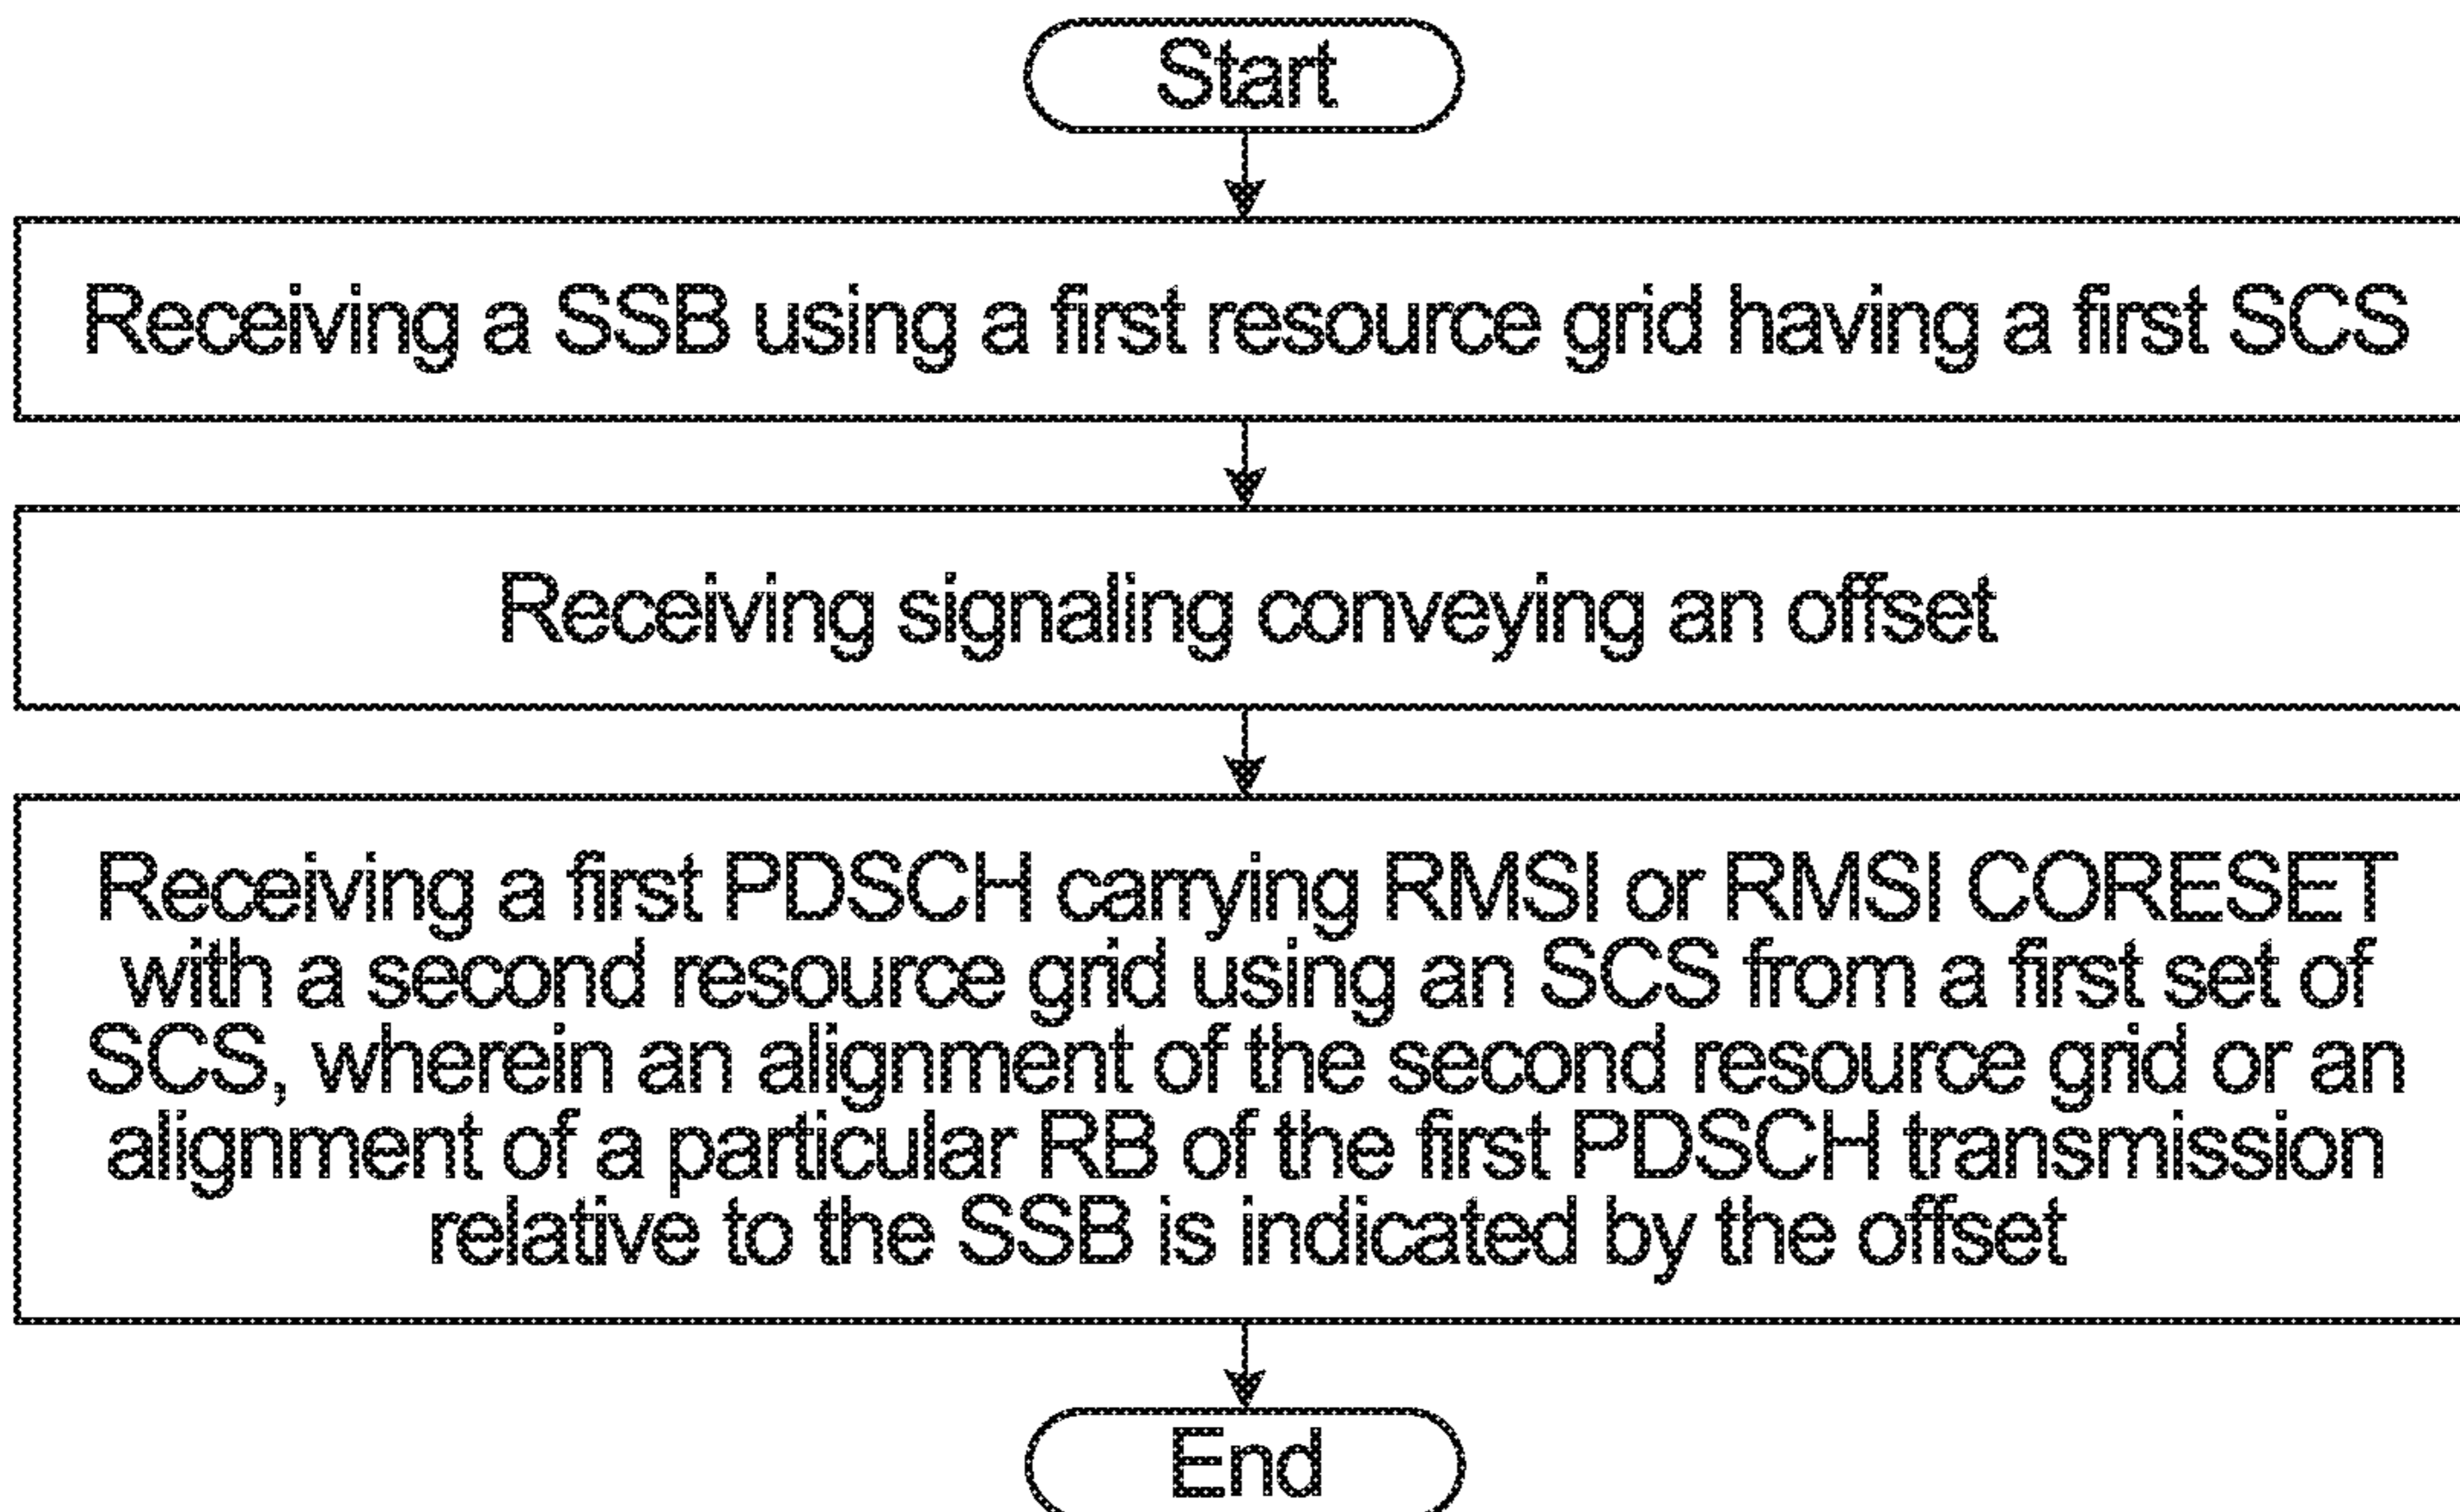 Start
Receiving a SSB using a first resource grid having a first SCS
Receiving signaling conveying an offset
Receiving a first PDSCH carrying RMSI or RMSI CORESET
with a second resource grid using an SCS from a first set of
SCS, wherein an alignment of the second resource grid or an
alignment of a particular RB of the first PDSCH transmission
relative to the SSB is indicated by the offset
End